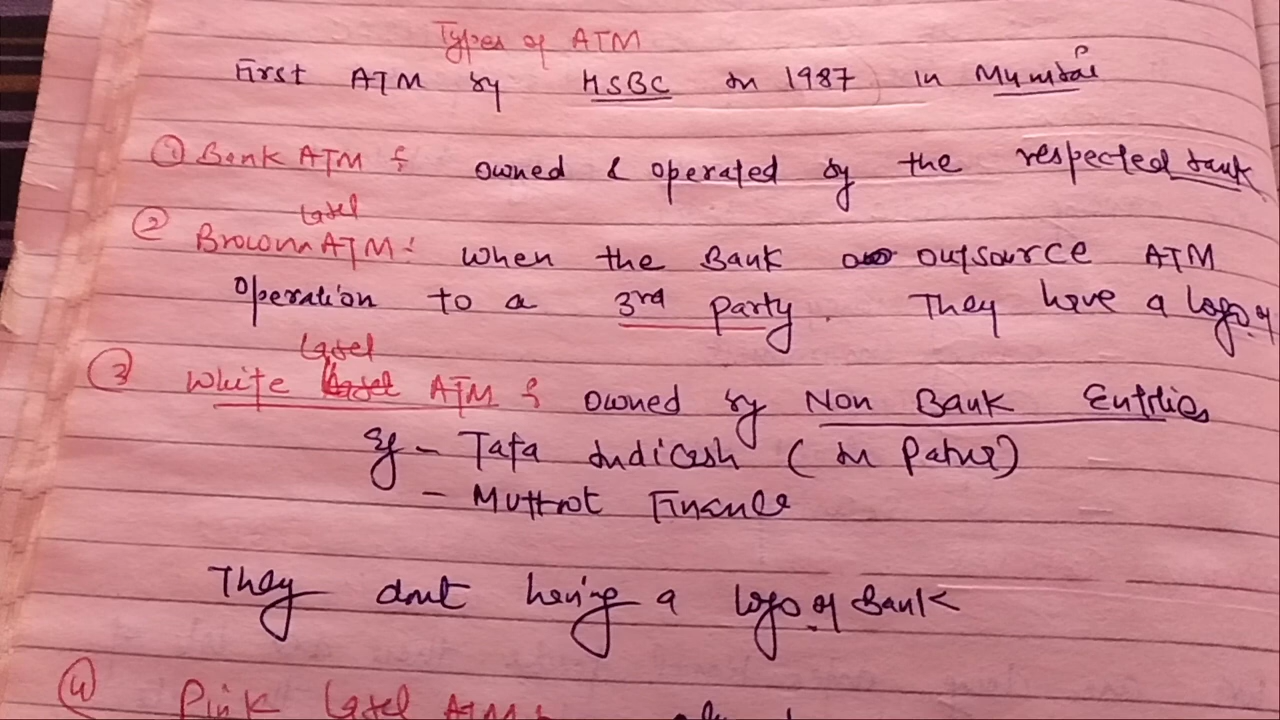 Types of ATM
First ATM by HSBC in 1987 in Mumbai
① Bank ATM : owned & operated by the respected bank
Label
② Brown ATM : When the Bank outsource ATM
operation to a 3rd party. They have a logo of
Label
③ White Label ATM : owned by Non Bank Entities
eg - Tata Indicash (in Patna)
- Muttrot Finance
They dont having a logo of Bank
④ Pink Label ATM :